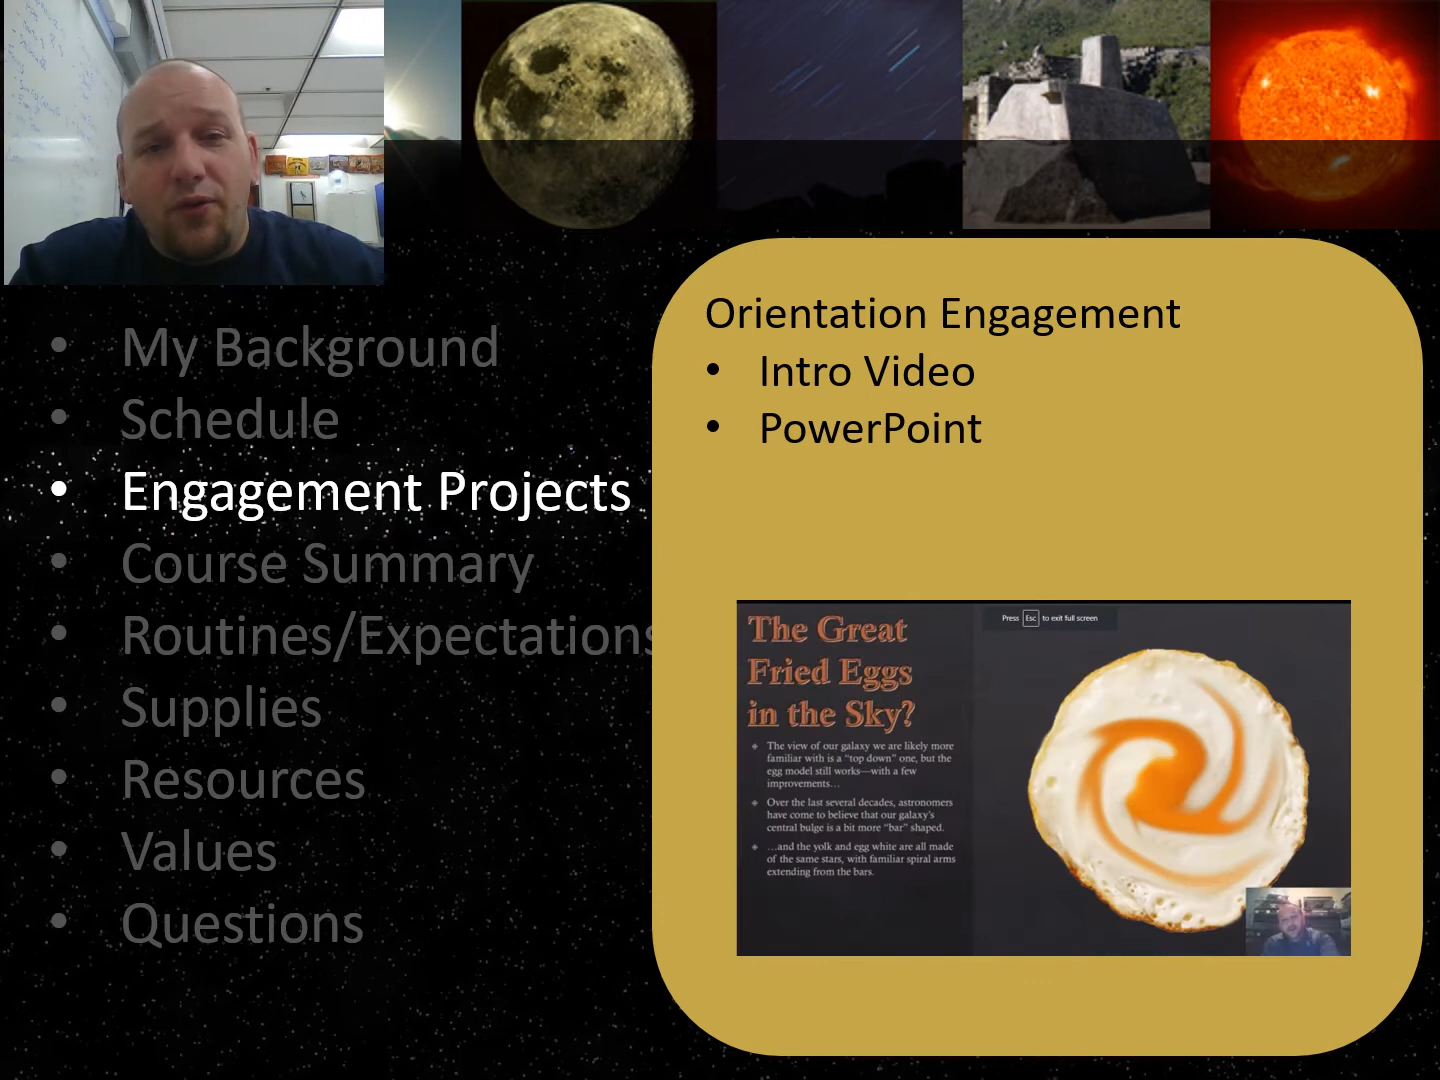 • My Background
• Schedule
• Engagement Projects
• Course Summary
• Routines/Expectations
• Supplies
• Resources
• Values
• Questions
Orientation Engagement
• Intro Video
• PowerPoint
The Great
Fried Eggs
in the Sky?
The view of our galaxy we are likely more
familiar with is a “top down” one, but the
egg model still works—with a few
improvements…
Over the last several decades, astronomers
have come to believe that our galaxy’s
central bulge is a bit more “bar” shaped.
…and the yolk and egg white are all made
of the same stars, with familiar spiral arms
extending from the bars.
Press Esc to exit full screen